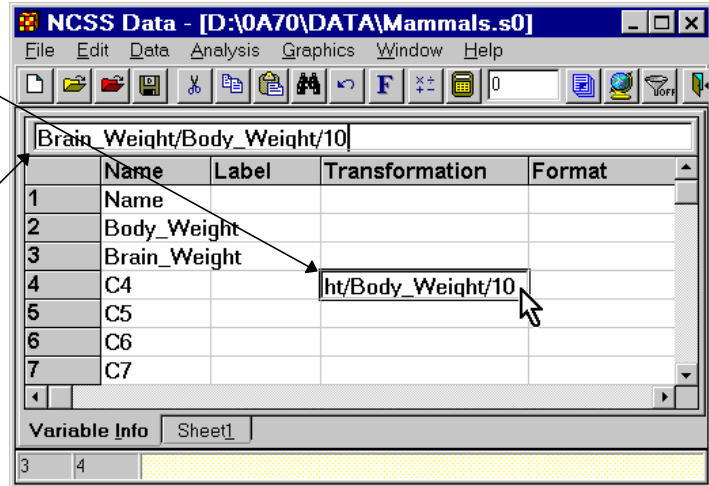 NCSS Data - [D:\0A70\DATA\Mammals.s0]
File Edit Data Analysis Graphics Window Help
F 0 OFF
Brain_Weight/Body_Weight/10
Name Label Transformation Format
1 Name
2 Body_Weight
3 Brain_Weight
4 C4 ht/Body_Weight/10
5 C5
6 C6
7 C7
Variable Info Sheet1
3 4